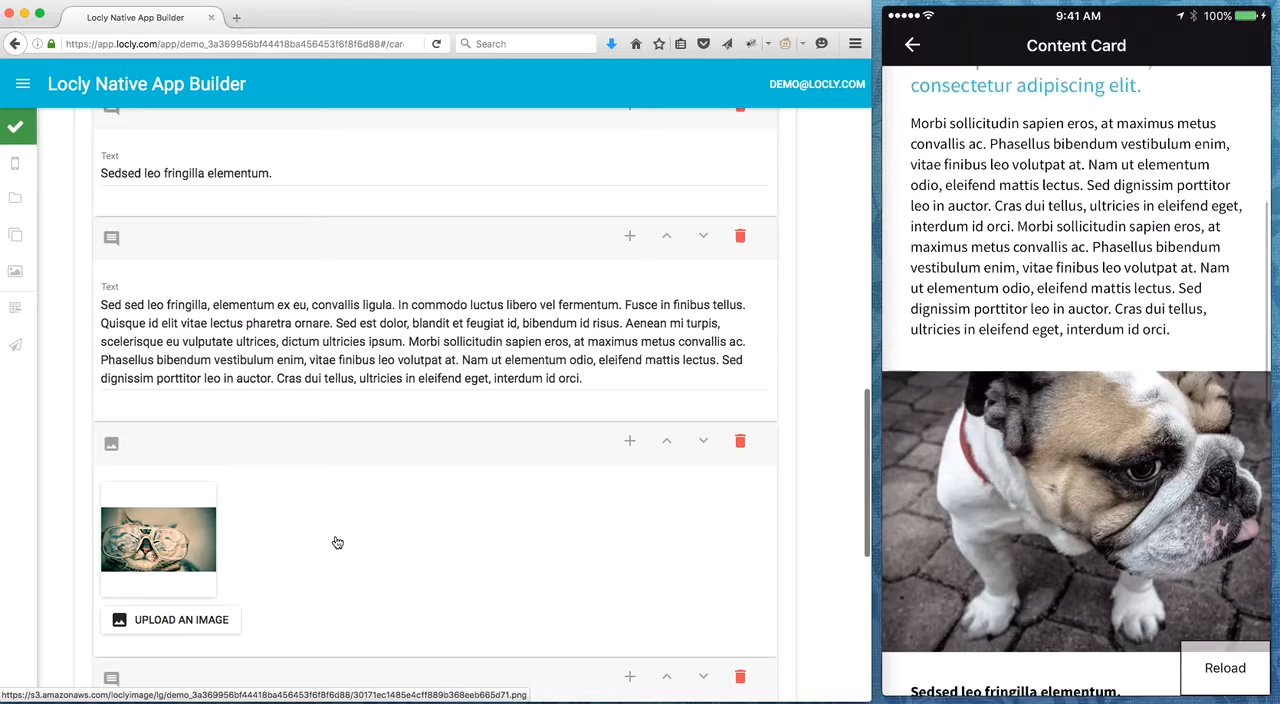 Locly Native App Builder
https://app.locly.com/app/demo_3a369956bf44418ba456453f6f8f6d88#/car
Search
Locly Native App Builder
DEMO@LOCLY.COM
Text
Sedsed leo fringilla elementum.
Text
Sed sed leo fringilla, elementum ex eu, convallis ligula. In commodo luctus libero vel fermentum. Fusce in finibus tellus.
Quisque id elit vitae lectus pharetra ornare. Sed est dolor, blandit et feugiat id, bibendum id risus. Aenean mi turpis,
scelerisque eu vulputate ultrices, dictum ultricies ipsum. Morbi sollicitudin sapien eros, at maximus metus convallis ac.
Phasellus bibendum vestibulum enim, vitae finibus leo volutpat at. Nam ut elementum odio, eleifend mattis lectus. Sed
dignissim porttitor leo in auctor. Cras dui tellus, ultricies in eleifend eget, interdum id orci.
UPLOAD AN IMAGE
https://s3.amazonaws.com/loclyimage/lg/demo_3a369956bf44418ba456453f6f8f6d88/30171ec1485e4cff889b368eeb665d71.png
9:41 AM
100%
Content Card
consectetur adipiscing elit.
Morbi sollicitudin sapien eros, at maximus metus
convallis ac. Phasellus bibendum vestibulum enim,
vitae finibus leo volutpat at. Nam ut elementum
odio, eleifend mattis lectus. Sed dignissim porttitor
leo in auctor. Cras dui tellus, ultricies in eleifend eget,
interdum id orci. Morbi sollicitudin sapien eros, at
maximus metus convallis ac. Phasellus bibendum
vestibulum enim, vitae finibus leo volutpat at. Nam
ut elementum odio, eleifend mattis lectus. Sed
dignissim porttitor leo in auctor. Cras dui tellus,
ultricies in eleifend eget, interdum id orci.
Reload
Sedsed leo fringilla elementum.